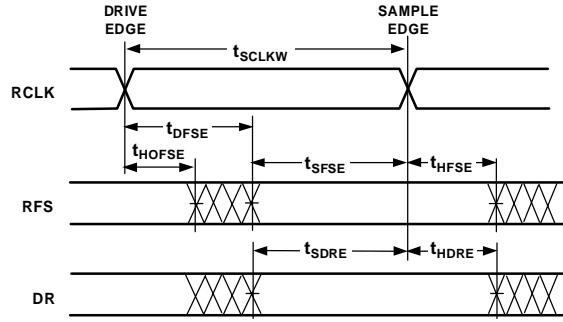 DRIVE
EDGE
SAMPLE
EDGE
tSCLKW
RCLK
tDFSE
tHOFSE
tSFSE
tHFSE
RFS
tSDRE
tHDRE
DR